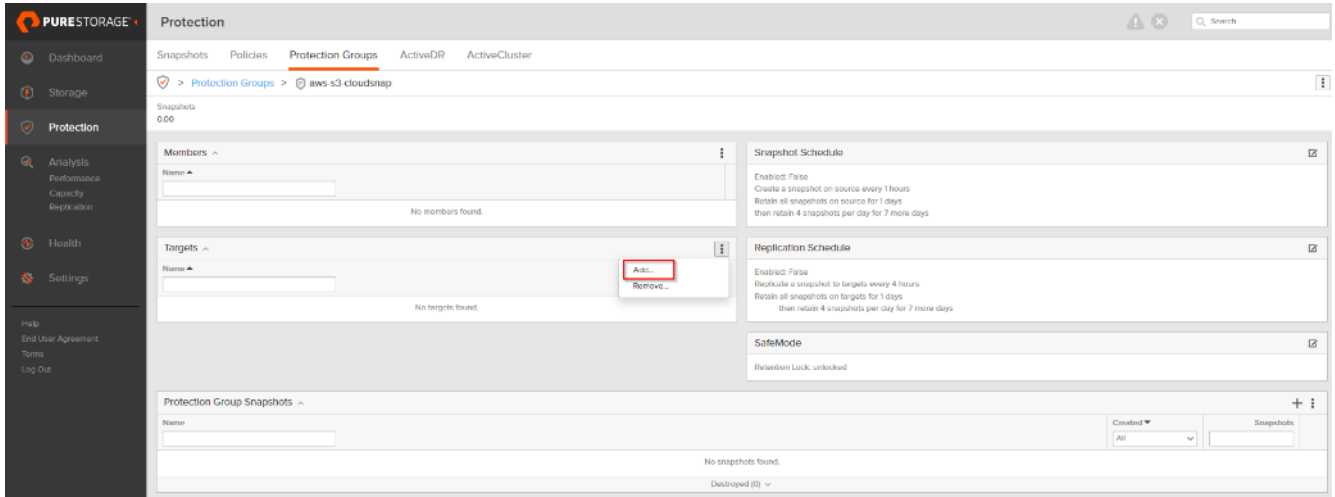 PURESTORAGE®
Protection
Search
Dashboard
Storage
Protection
Analysis
Performance
Capacity
Replication
Health
Settings
Help
End User Agreement
Terms
Log Out
Snapshots Policies Protection Groups ActiveDR ActiveCluster
> Protection Groups > aws-s3-cloudsnap
Snapshots
0.00
Members
Name
No members found.
Targets
Name
Add...
Remove...
No targets found.
Snapshot Schedule
Enabled: False
Create a snapshot on source every 1 hours
Retain all snapshots on source for 1 days
then retain 4 snapshots per day for 7 more days
Replication Schedule
Enabled: False
Replicate a snapshot to targets every 4 hours
Retain all snapshots on targets for 1 days
then retain 4 snapshots per day for 7 more days
SafeMode
Retention Lock: unlocked
Protection Group Snapshots
Name Created Snapshots
All
No snapshots found.
Destroyed (0)